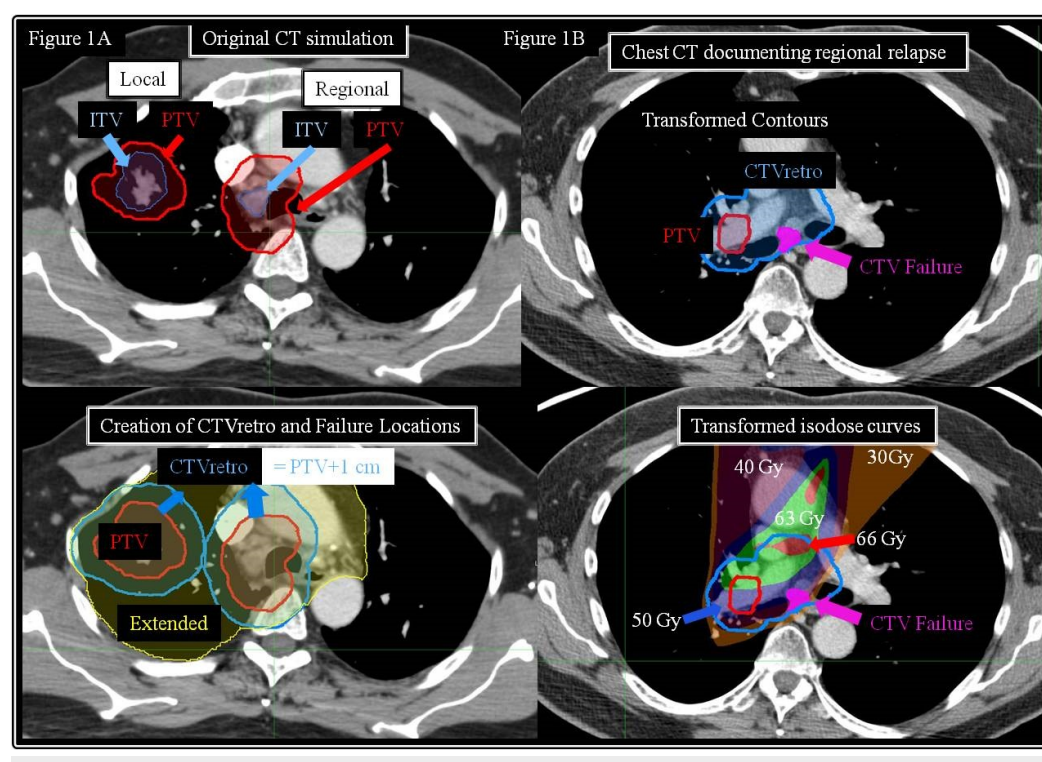 Figure 1A
Original CT simulation
Local
Regional
ITV
PTV
ITV
PTV
Figure 1B
Chest CT documenting regional relapse
Transformed Contours
CTVretro
PTV
CTV Failure
Creation of CTVretro and Failure Locations
CTVretro = PTV+1 cm
PTV
Extended
Transformed isodose curves
40 Gy
30Gy
63 Gy
66 Gy
50 Gy
CTV Failure